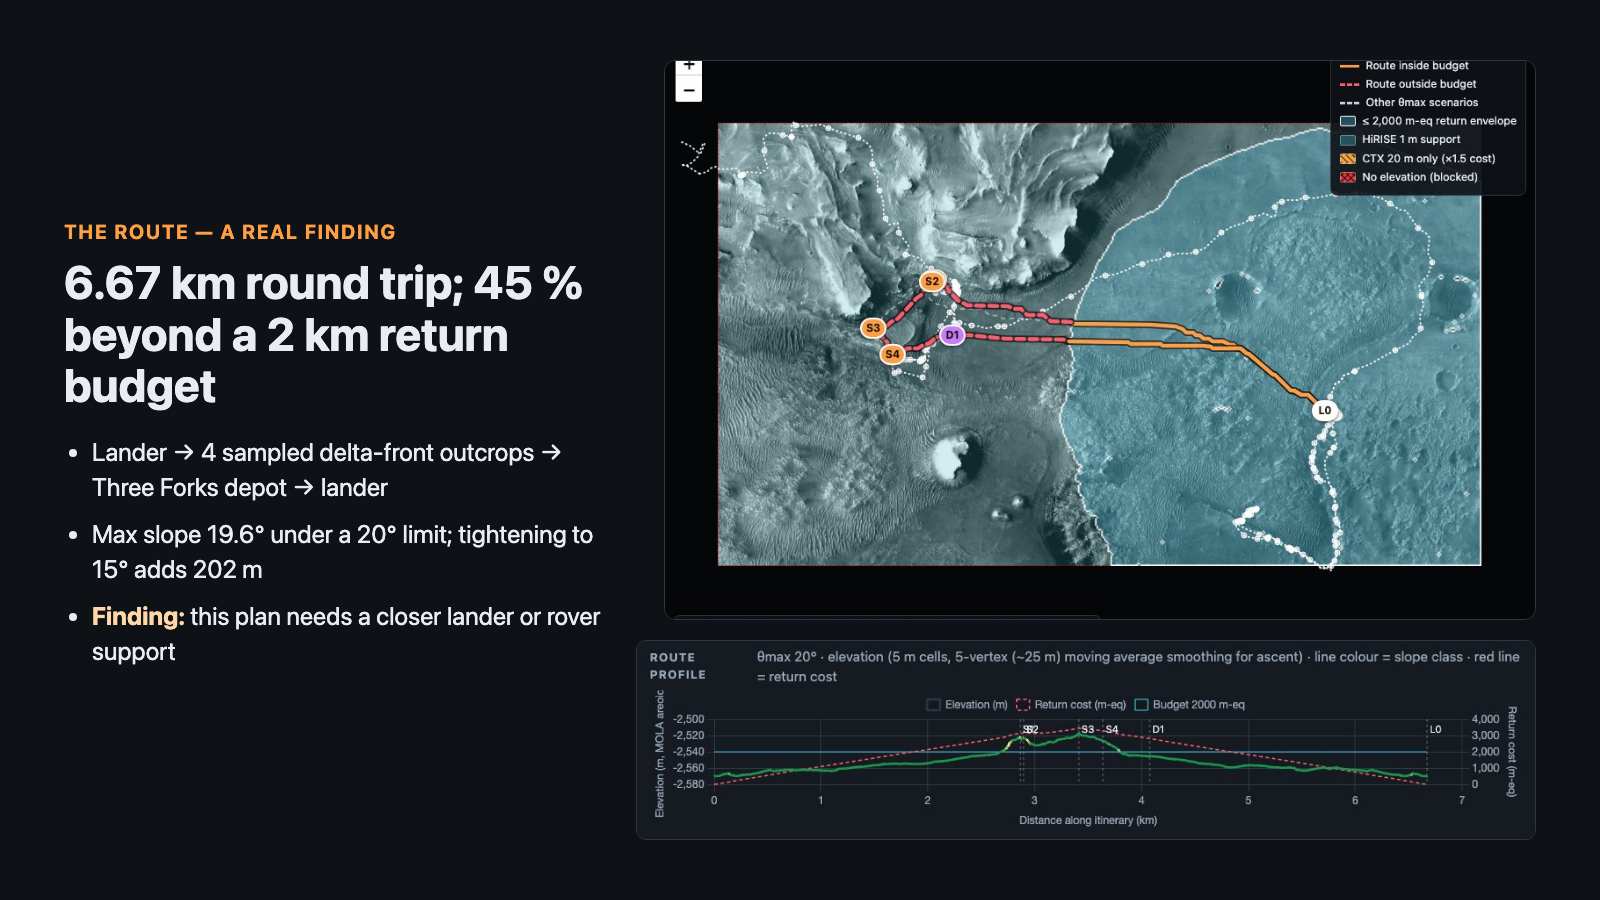 THE ROUTE — A REAL FINDING
6.67 km round trip; 45 %
beyond a 2 km return
budget
• Lander → 4 sampled delta-front outcrops →
Three Forks depot → lander
• Max slope 19.6° under a 20° limit; tightening to
15° adds 202 m
• Finding: this plan needs a closer lander or rover
support
+
−
Route inside budget
Route outside budget
Other θmax scenarios
≤ 2,000 m-eq return envelope
HiRISE 1 m support
CTX 20 m only (×1.5 cost)
No elevation (blocked)
S2
S3
D1
S4
L0
ROUTE
PROFILE
θmax 20° · elevation (5 m cells, 5-vertex (~25 m) moving average smoothing for ascent) · line colour = slope class · red line
= return cost
Elevation (m)
Return cost (m-eq)
Budget 2000 m-eq
Elevation (m, MOLA areoic
-2,500
-2,520
-2,540
-2,560
-2,580
S2
S3
S4
D1
L0
4,000
3,000
2,000
1,000
0
Return cost (m-eq)
0
1
2
3
4
5
6
7
Distance along itinerary (km)